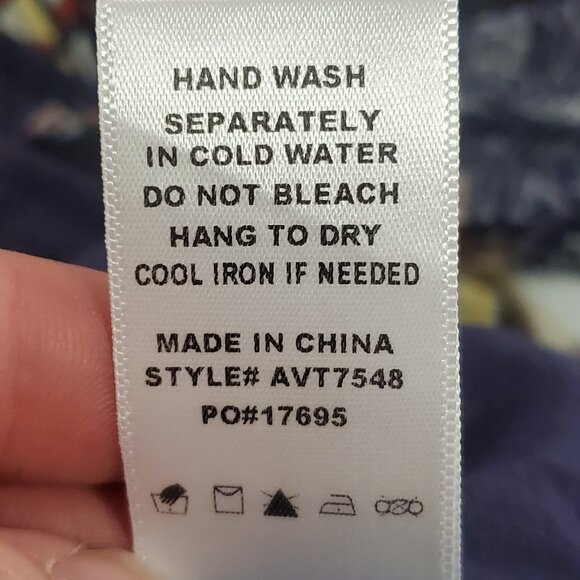 HAND WASH
SEPARATELY
IN COLD WATER
DO NOT BLEACH
HANG TO DRY
COOL IRON IF NEEDED
MADE IN CHINA
STYLE# AVT7548
PO#17695